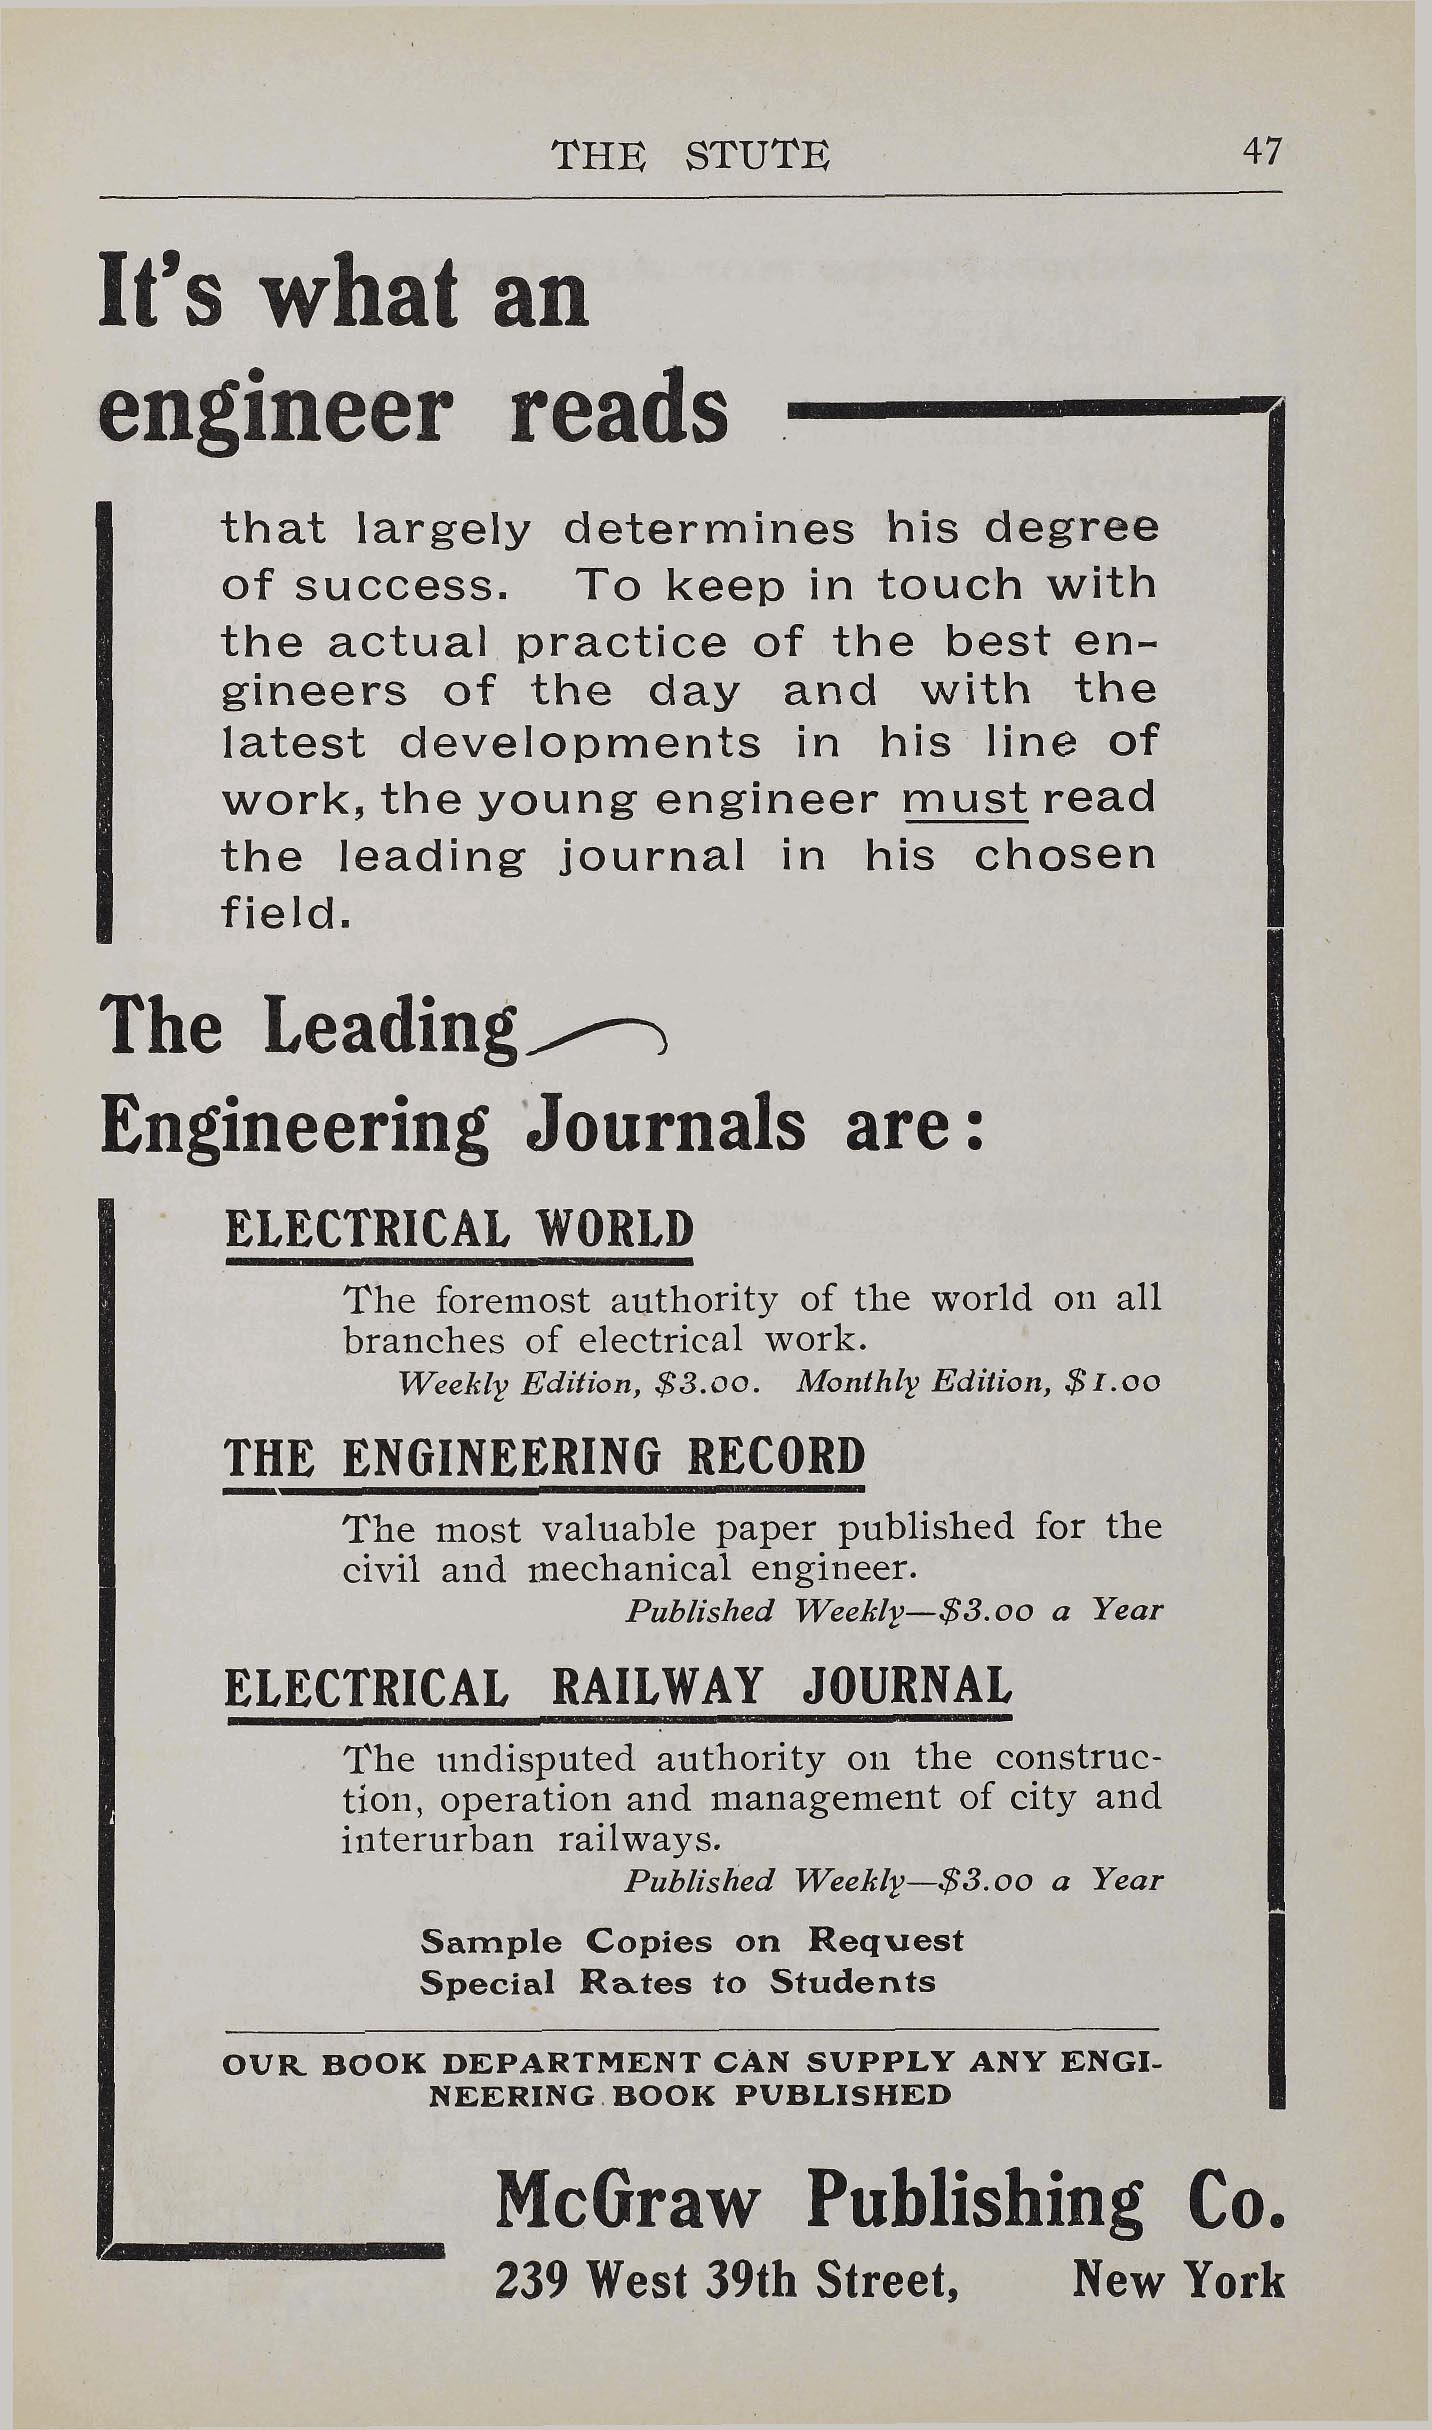 THE STUTE 47
It's what an
engineer reads
that largely determines his degree
of success. To keep in touch with
the actual practice of the best en-
gineers of the day and with the
latest developments in his line of
work, the young engineer must read
the leading journal in his chosen
field.
The Leading
Engineering Journals are:
ELECTRICAL WORLD
The foremost authority of the world on all
branches of electrical work.
Weekly Edition, $3.00. Monthly Edition, $1.00
THE ENGINEERING RECORD
The most valuable paper published for the
civil and mechanical engineer.
Published Weekly—$3.00 a Year
ELECTRICAL RAILWAY JOURNAL
The undisputed authority on the construc-
tion, operation and management of city and
interurban railways.
Published Weekly—$3.00 a Year
Sample Copies on Request
Special Rates to Students
OUR BOOK DEPARTMENT CAN SUPPLY ANY ENGI-
NEERING BOOK PUBLISHED
McGraw Publishing Co.
239 West 39th Street, New York